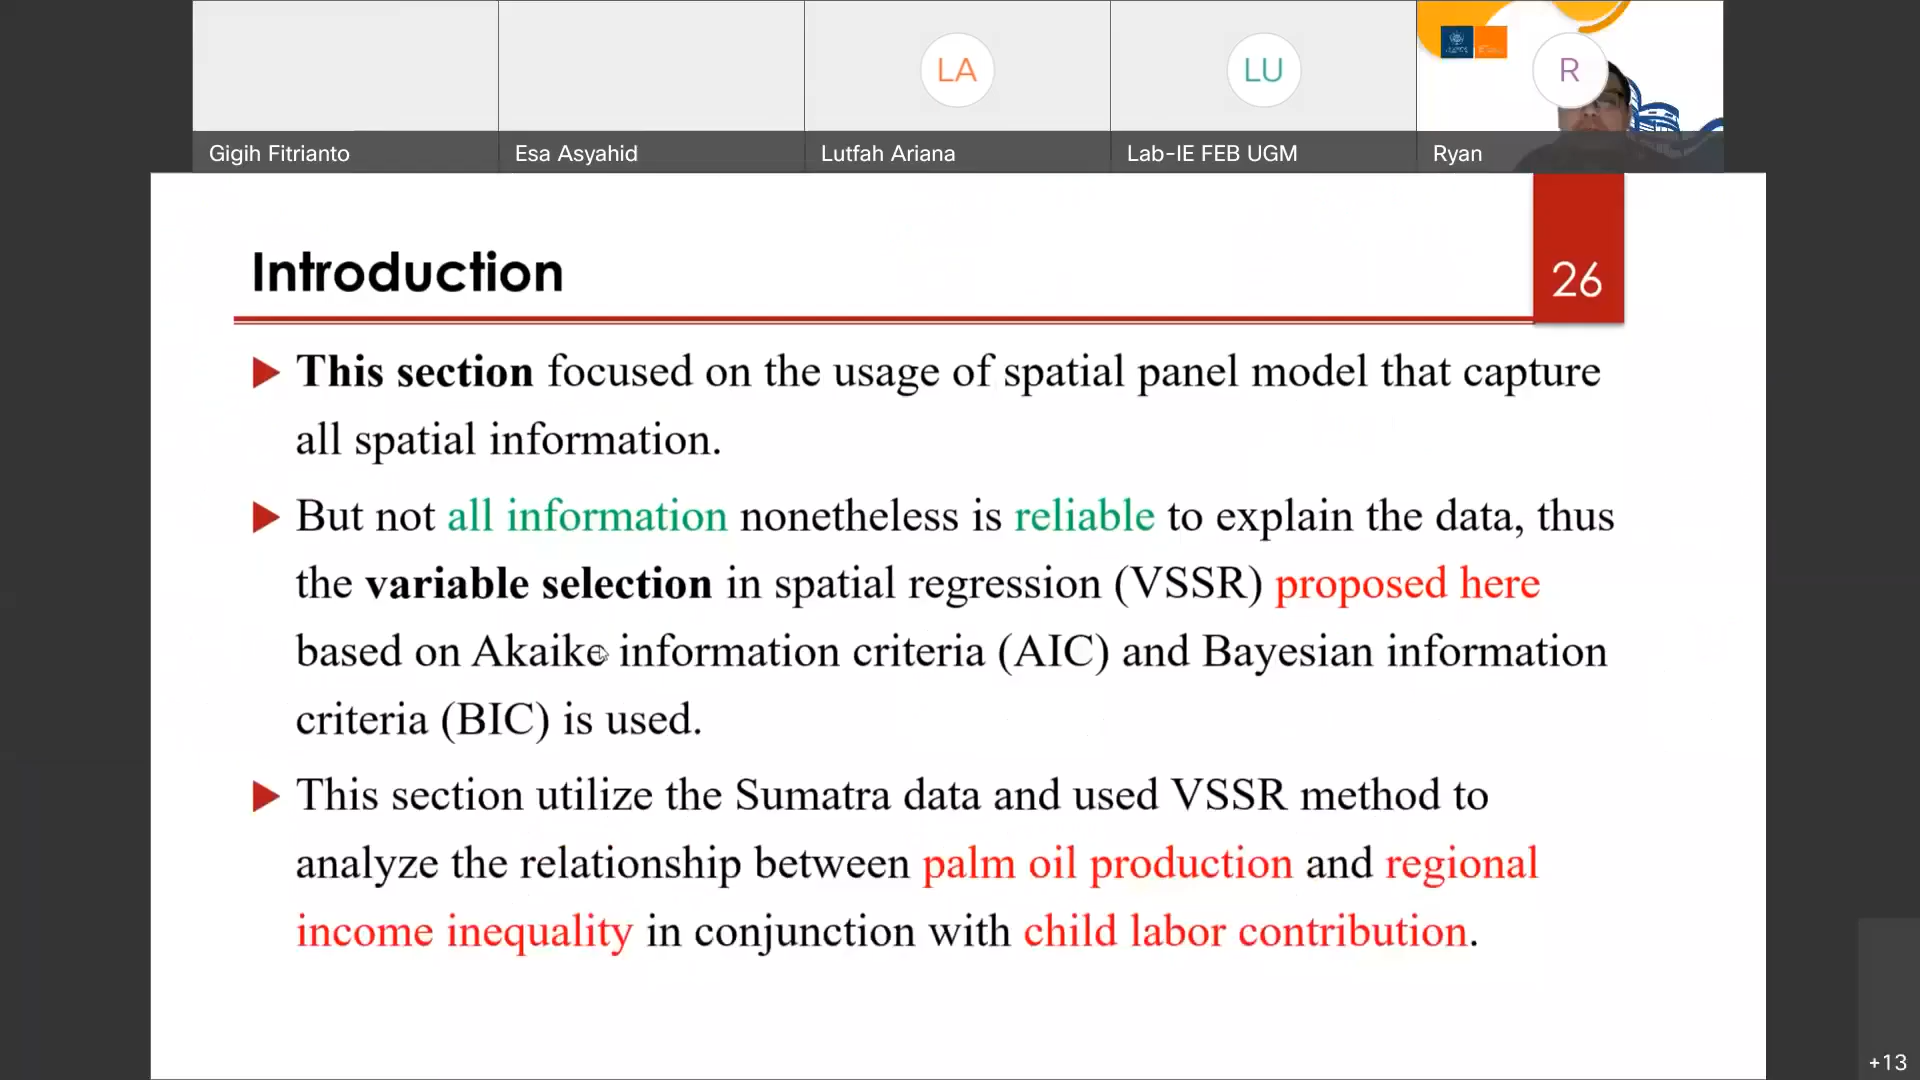 LA
LU
R
Gigih Fitrianto
Esa Asyahid
Lutfah Ariana
Lab-IE FEB UGM
Ryan
Introduction
26
This section focused on the usage of spatial panel model that capture
all spatial information.
But not all information nonetheless is reliable to explain the data, thus
the variable selection in spatial regression (VSSR) proposed here
based on Akaike information criteria (AIC) and Bayesian information
criteria (BIC) is used.
This section utilize the Sumatra data and used VSSR method to
analyze the relationship between palm oil production and regional
income inequality in conjunction with child labor contribution.
+13